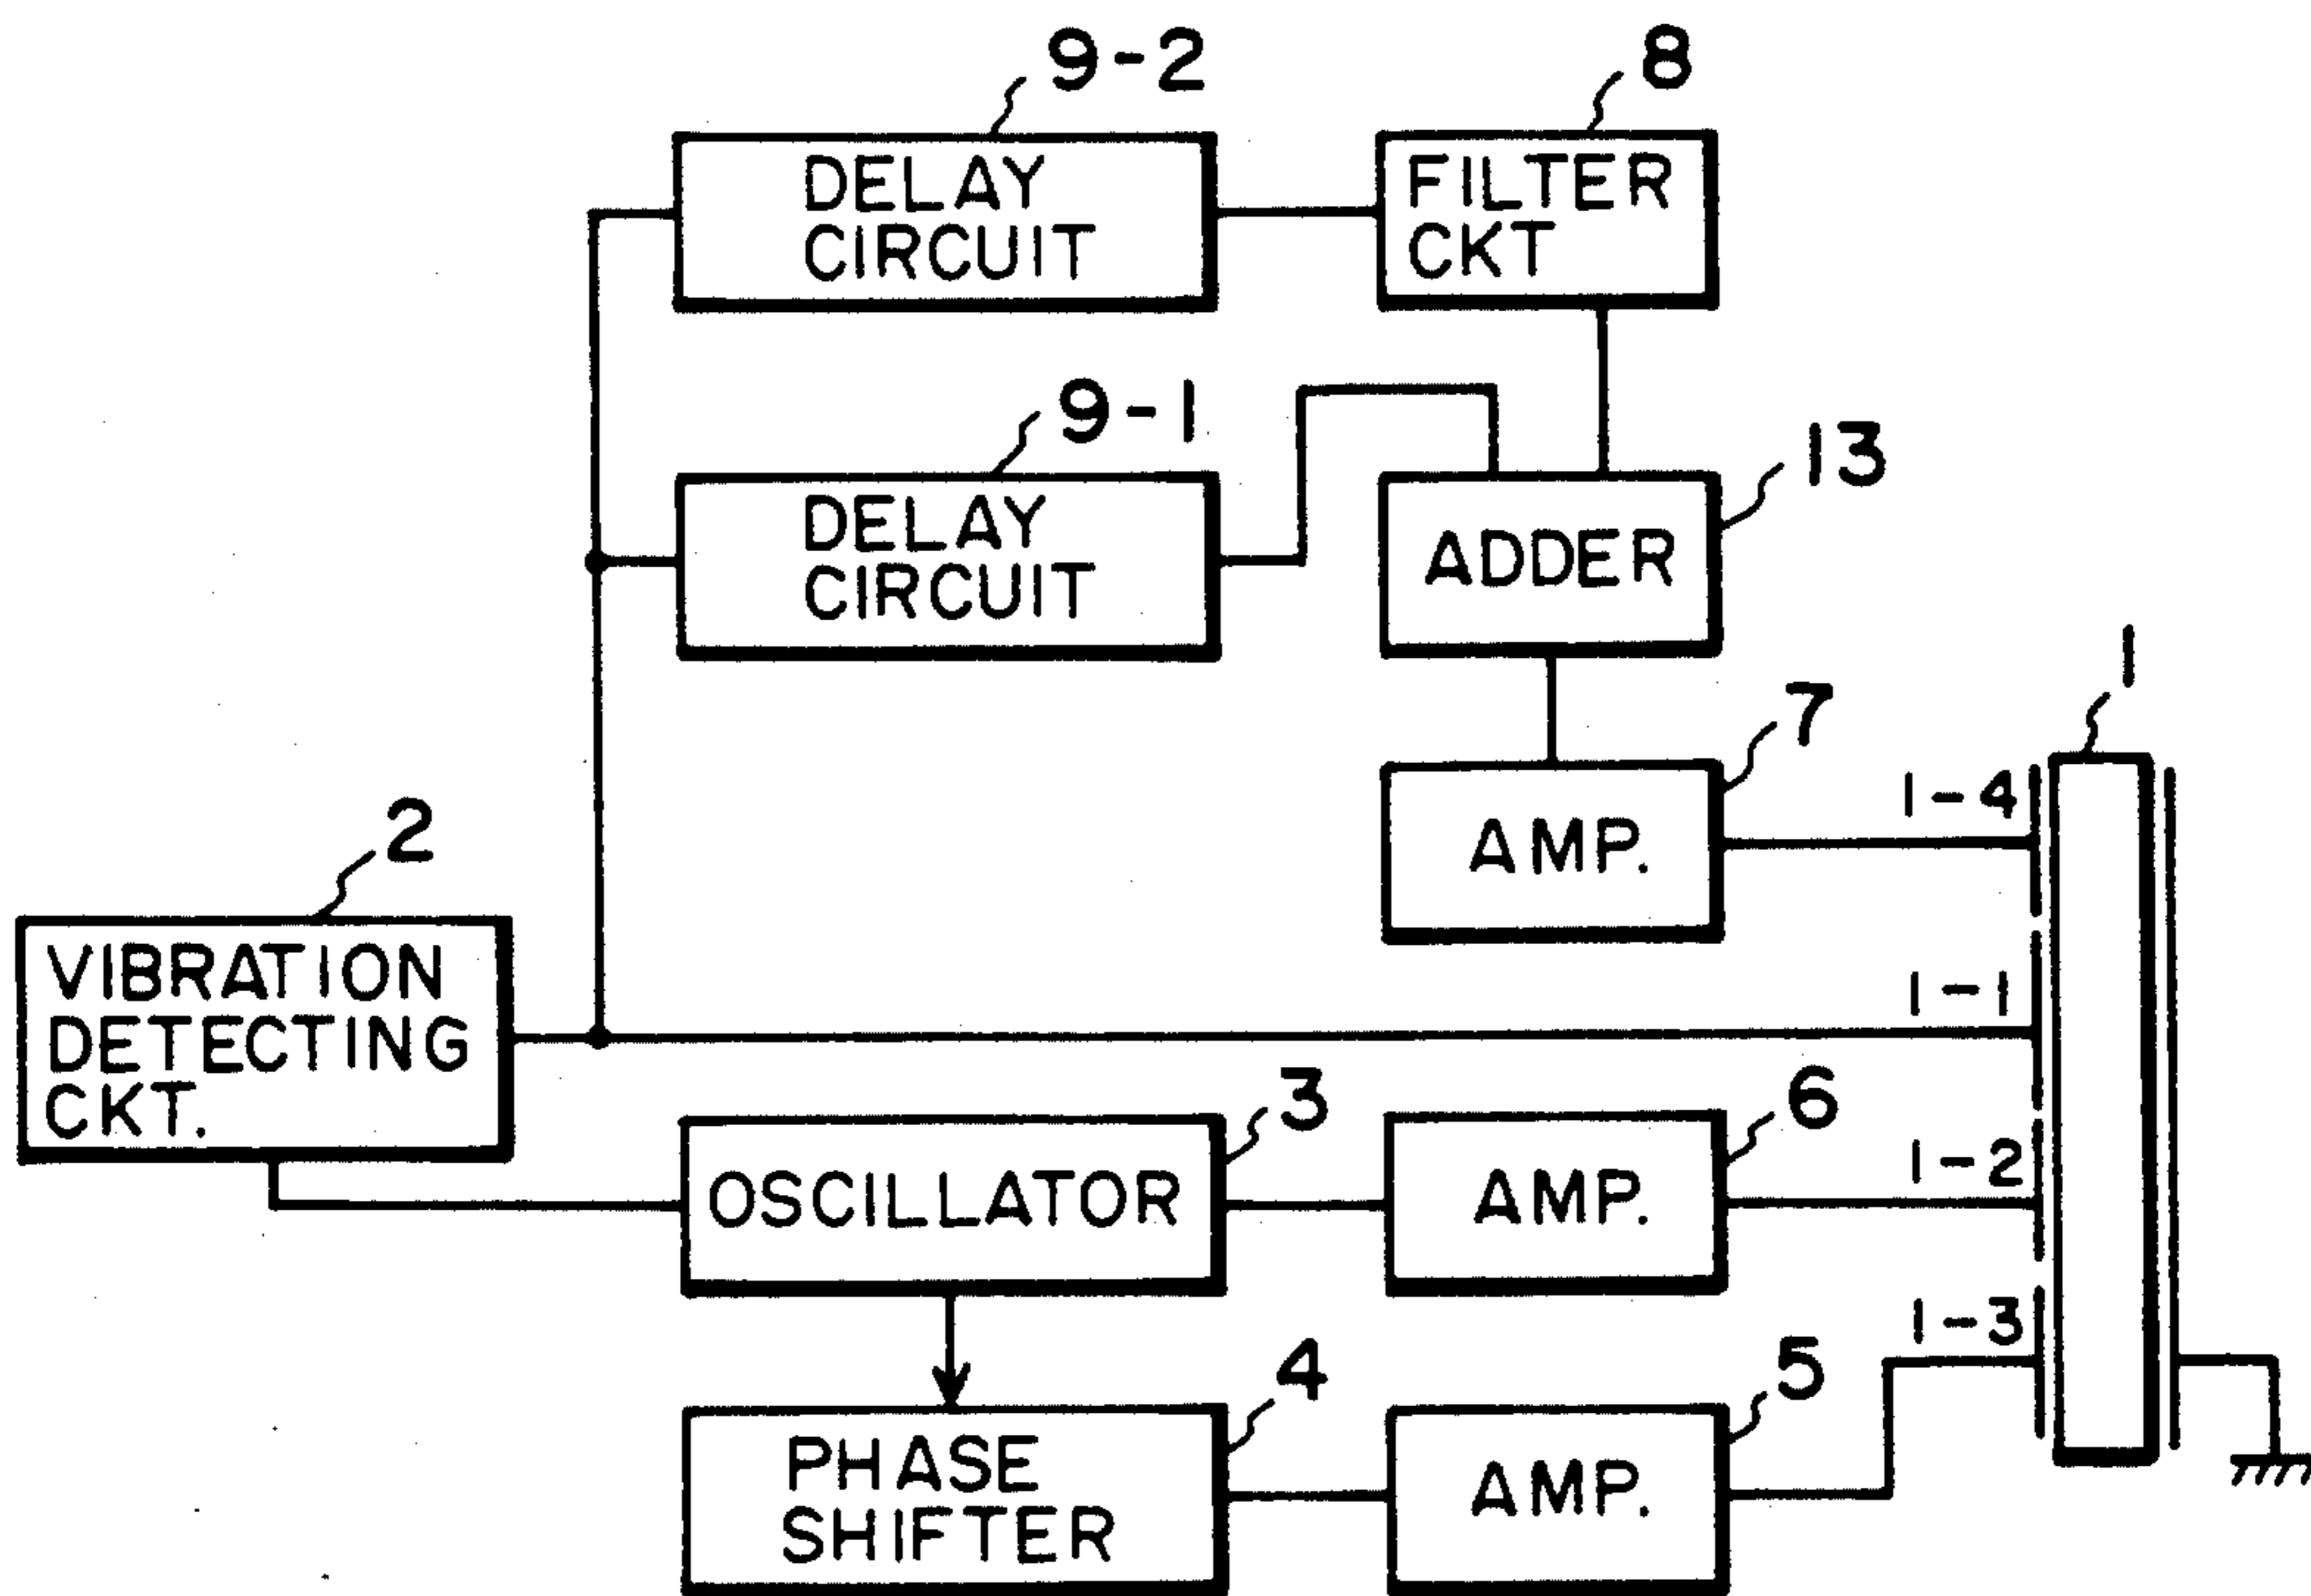 9-2
8
DELAY
CIRCUIT
FILTER
CKT
9-1
13
DELAY
CIRCUIT
ADDER
1
7
1-4
AMP.
2
VIBRATION
DETECTING
CKT.
1-1
3
6
1-2
OSCILLATOR
AMP.
1-3
4
5
PHASE
SHIFTER
AMP.